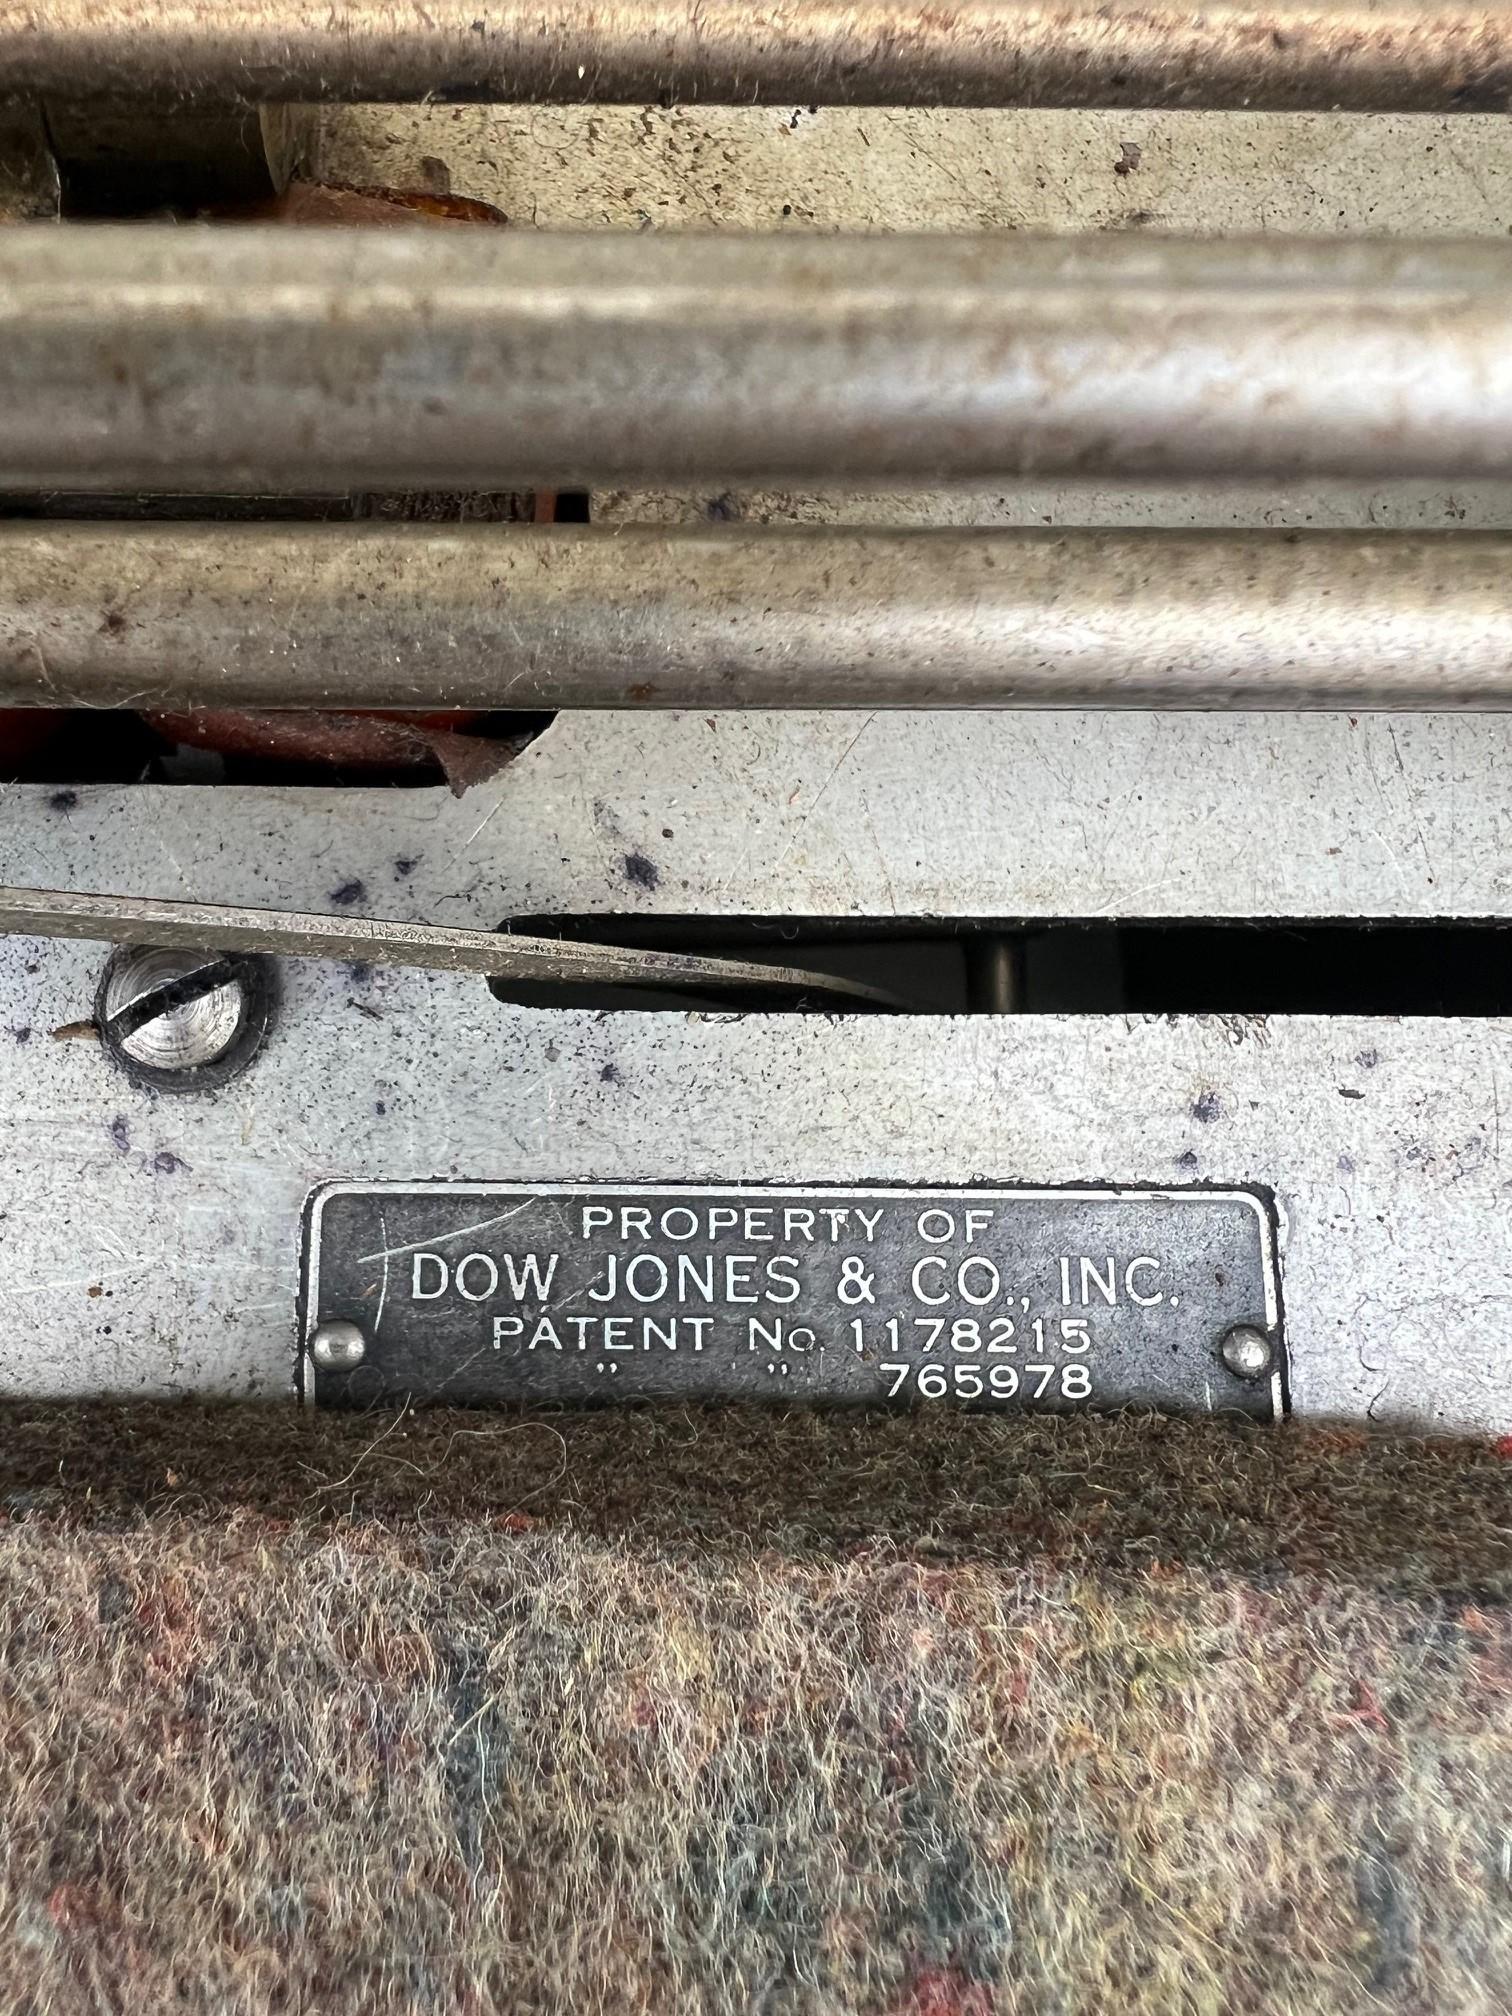 PROPERTY OF
DOW JONES & CO., INC.
PATENT No. 1178215
" " 765978